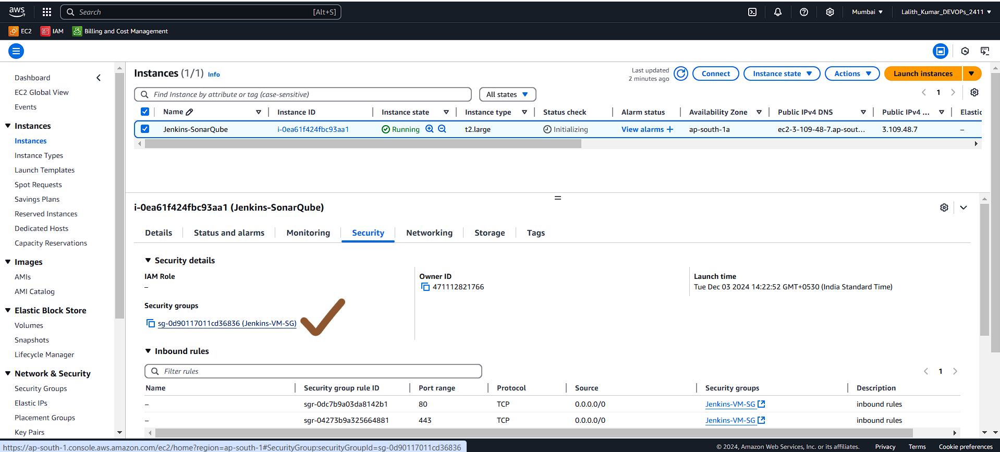 aws Search [Alt+S] Mumbai Lalith_Kumar_DEVOPs_2411
EC2 IAM Billing and Cost Management
Dashboard
EC2 Global View
Events
Instances
Instances
Instance Types
Launch Templates
Spot Requests
Savings Plans
Reserved Instances
Dedicated Hosts
Capacity Reservations
Images
AMIs
AMI Catalog
Elastic Block Store
Volumes
Snapshots
Lifecycle Manager
Network & Security
Security Groups
Elastic IPs
Placement Groups
Key Pairs
Instances (1/1) Info
Last updated
2 minutes ago
Connect Instance state Actions Launch instances
Find Instance by attribute or tag (case-sensitive) All states 1
Name Instance ID Instance state Instance type Status check Alarm status Availability Zone Public IPv4 DNS Public IPv4 ... Elastic
Jenkins-SonarQube i-0ea61f424fbc93aa1 Running t2.large Initializing View alarms + ap-south-1a ec2-3-109-48-7.ap-sout... 3.109.48.7 –
i-0ea61f424fbc93aa1 (Jenkins-SonarQube)
Details Status and alarms Monitoring Security Networking Storage Tags
Security details
IAM Role Owner ID Launch time
– 471112821766 Tue Dec 03 2024 14:22:52 GMT+0530 (India Standard Time)
Security groups
sg-0d90117011cd36836 (Jenkins-VM-SG)
Inbound rules
Filter rules 1
Name Security group rule ID Port range Protocol Source Security groups Description
– sgr-0dc7b9a03da8142b1 80 TCP 0.0.0.0/0 Jenkins-VM-SG inbound rules
– sgr-04273b9a325664881 443 TCP 0.0.0.0/0 Jenkins-VM-SG inbound rules
https://ap-south-1.console.aws.amazon.com/ec2/home?region=ap-south-1#SecurityGroup:securityGroupId=sg-0d90117011cd36836
© 2024, Amazon Web Services, Inc. or its affiliates. Privacy Terms Cookie preferences